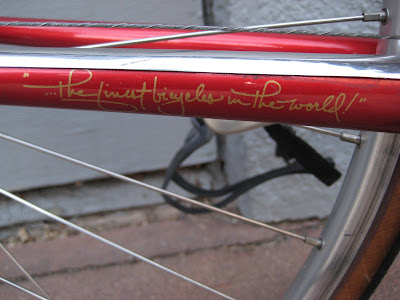 "...the finest bicycles in the world!"